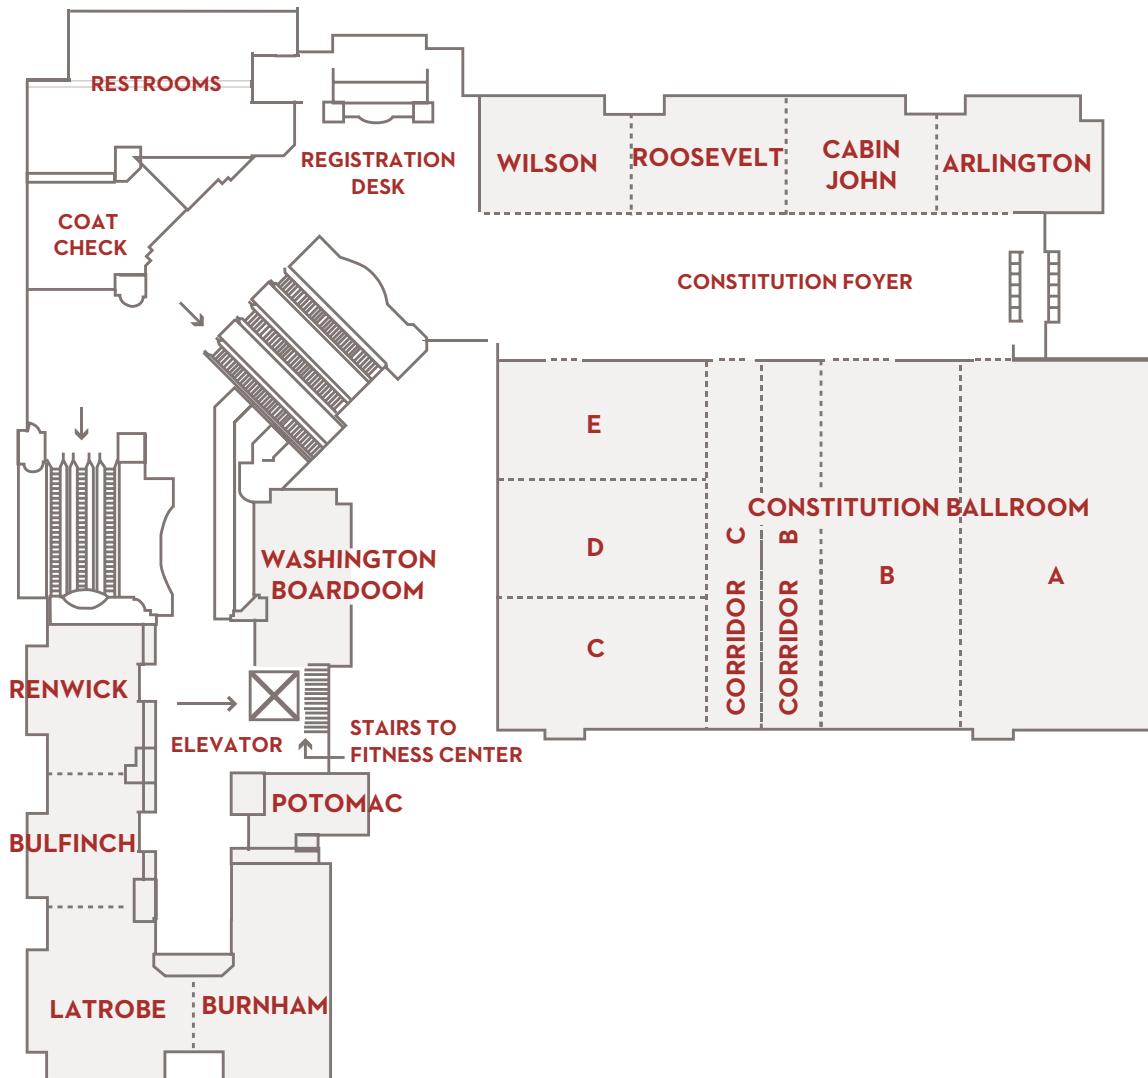 RESTROOMS
REGISTRATION
DESK
COAT
CHECK
WILSON
ROOSEVELT
CABIN
JOHN
ARLINGTON
CONSTITUTION FOYER
E
D
C
CONSTITUTION BALLROOM
CORRIDOR C
CORRIDOR B
B
A
WASHINGTON
BOARDOOM
RENWICK
ELEVATOR
STAIRS TO
FITNESS CENTER
POTOMAC
BULFINCH
LATROBE
BURNHAM